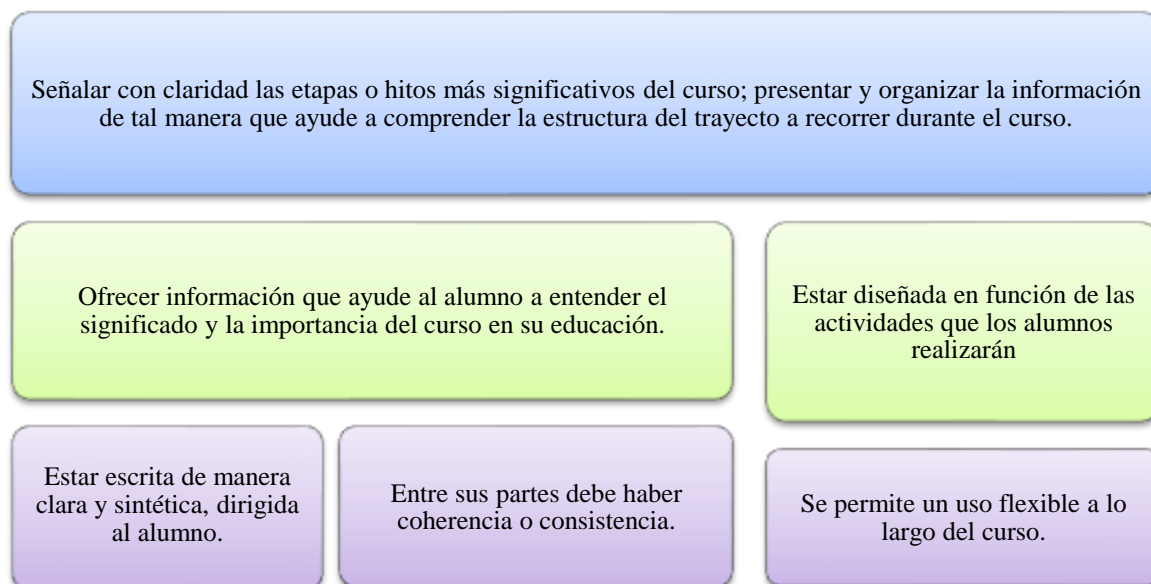 Señalar con claridad las etapas o hitos más significativos del curso; presentar y organizar la información
de tal manera que ayude a comprender la estructura del trayecto a recorrer durante el curso.
Ofrecer información que ayude al alumno a entender el
significado y la importancia del curso en su educación.
Estar diseñada en función de las
actividades que los alumnos
realizarán
Estar escrita de manera
clara y sintética, dirigida
al alumno.
Entre sus partes debe haber
coherencia o consistencia.
Se permite un uso flexible a lo
largo del curso.